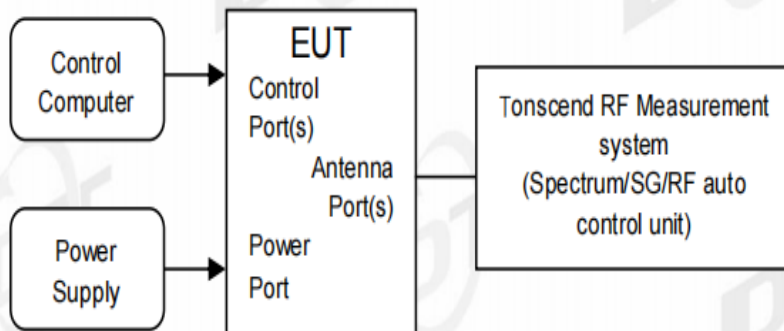 Control
Computer
Power
Supply
EUT
Control
Port(s)
Antenna
Port(s)
Power
Port
Tonscend RF Measurement
system
(Spectrum/SG/RF auto
control unit)